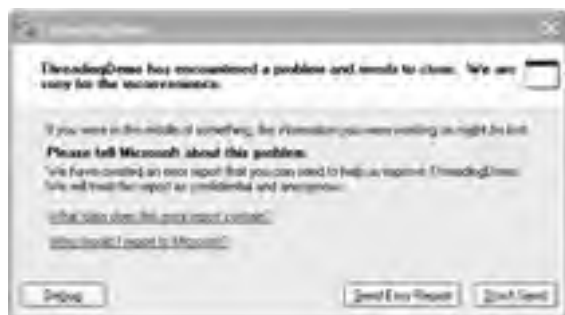 ThreadingDemo
ThreadingDemo has encountered a problem and needs to close. We are
sorry for the inconvenience.
If you were in the middle of something, the information you were working on might be lost.
Please tell Microsoft about this problem.
We have created an error report that you can send to help us improve ThreadingDemo.
We will treat this report as confidential and anonymous.
What data does this error report contain?
Why should I report to Microsoft?
Debug
Send Error Report
Don't Send